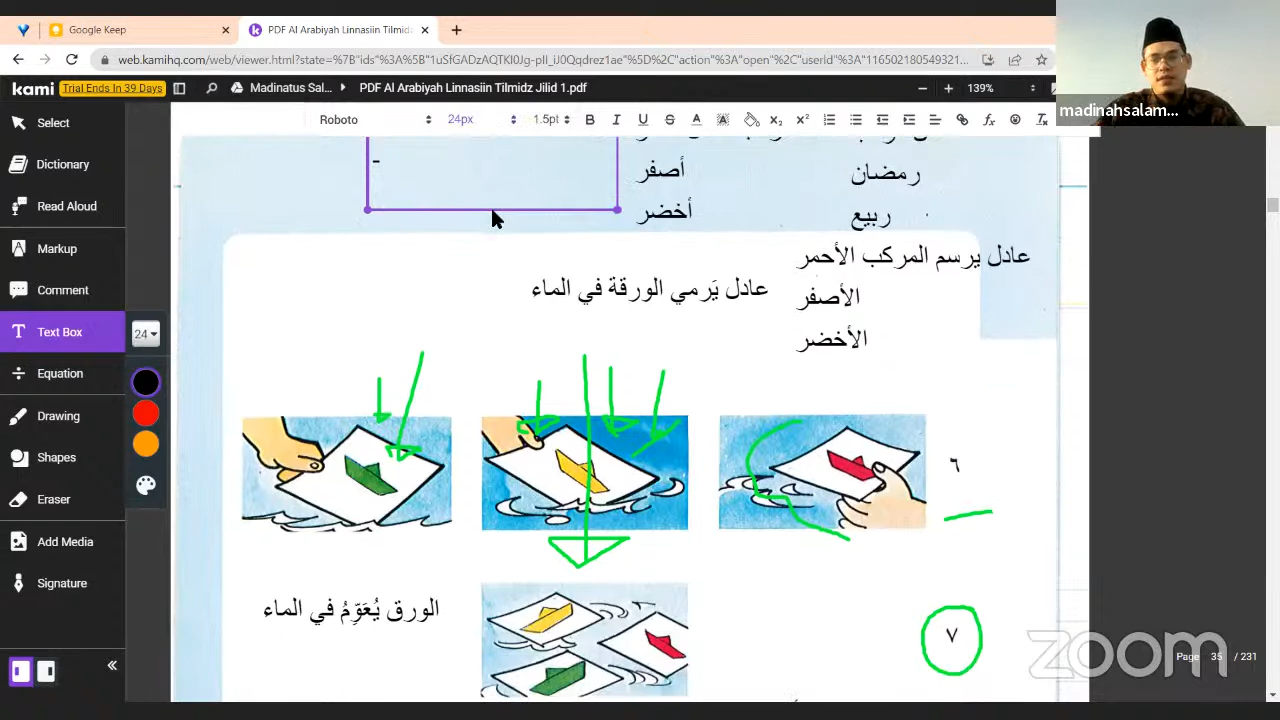 Google Keep
PDF Al Arabiyah Linnasiin Tilmidz
web.kamihq.com/web/viewer.html?state=%7B"ids"%3A%5B"1uSfGADzAQTKI0Jg-pII_iJ0Qqdrez1ae"%5D%2C"action"%3A"open"%2C"userId"%3A"116502180549321...
kami
Trial Ends In 39 Days
Madinatus Sal...
PDF Al Arabiyah Linnasiin Tilmidz Jilid 1.pdf
139%
madinahsalam...
Select
Roboto
24px
1.5pt
B I U A
Dictionary
Read Aloud
Markup
Comment
Text Box
24
Equation
Drawing
Shapes
Eraser
Add Media
Signature
-
أصفر
رمضان
أخضر
ربيع
عادل يرسم المركب الأحمر
عادل يَرمي الورقة في الماء
الأصفر
الأخضر
٦
الورق يُعَوِّمُ في الماء
٧
zoom
Page 35 / 231